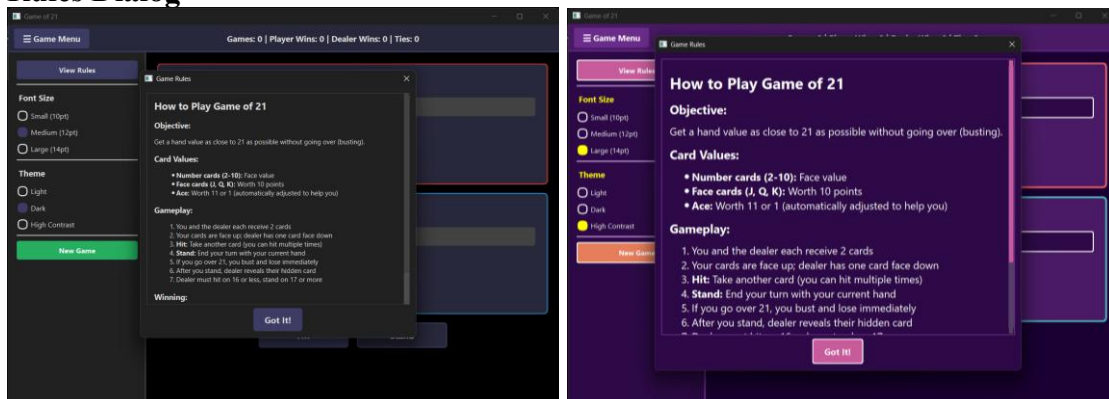 Rules Dialog
Game of 21
☰ Game Menu
Games: 0 | Player Wins: 0 | Dealer Wins: 0 | Ties: 0
View Rules
Font Size
Small (10pt)
Medium (12pt)
Large (14pt)
Theme
Light
Dark
High Contrast
New Game
Game Rules
How to Play Game of 21
Objective:
Get a hand value as close to 21 as possible without going over (busting).
Card Values:
• Number cards (2-10): Face value
• Face cards (J, Q, K): Worth 10 points
• Ace: Worth 11 or 1 (automatically adjusted to help you)
Gameplay:
1. You and the dealer each receive 2 cards
2. Your cards are face up; dealer has one card face down
3. Hit: Take another card (you can hit multiple times)
4. Stand: End your turn with your current hand
5. If you go over 21, you bust and lose immediately
6. After you stand, dealer reveals their hidden card
7. Dealer must hit on 16 or less, stand on 17 or more
Winning:
Got It!
Game of 21
☰ Game Menu
View Rules
Font Size
Small (10pt)
Medium (12pt)
Large (14pt)
Theme
Light
Dark
High Contrast
New Game
Game Rules
How to Play Game of 21
Objective:
Get a hand value as close to 21 as possible without going over (busting).
Card Values:
• Number cards (2-10): Face value
• Face cards (J, Q, K): Worth 10 points
• Ace: Worth 11 or 1 (automatically adjusted to help you)
Gameplay:
1. You and the dealer each receive 2 cards
2. Your cards are face up; dealer has one card face down
3. Hit: Take another card (you can hit multiple times)
4. Stand: End your turn with your current hand
5. If you go over 21, you bust and lose immediately
6. After you stand, dealer reveals their hidden card
Got It!